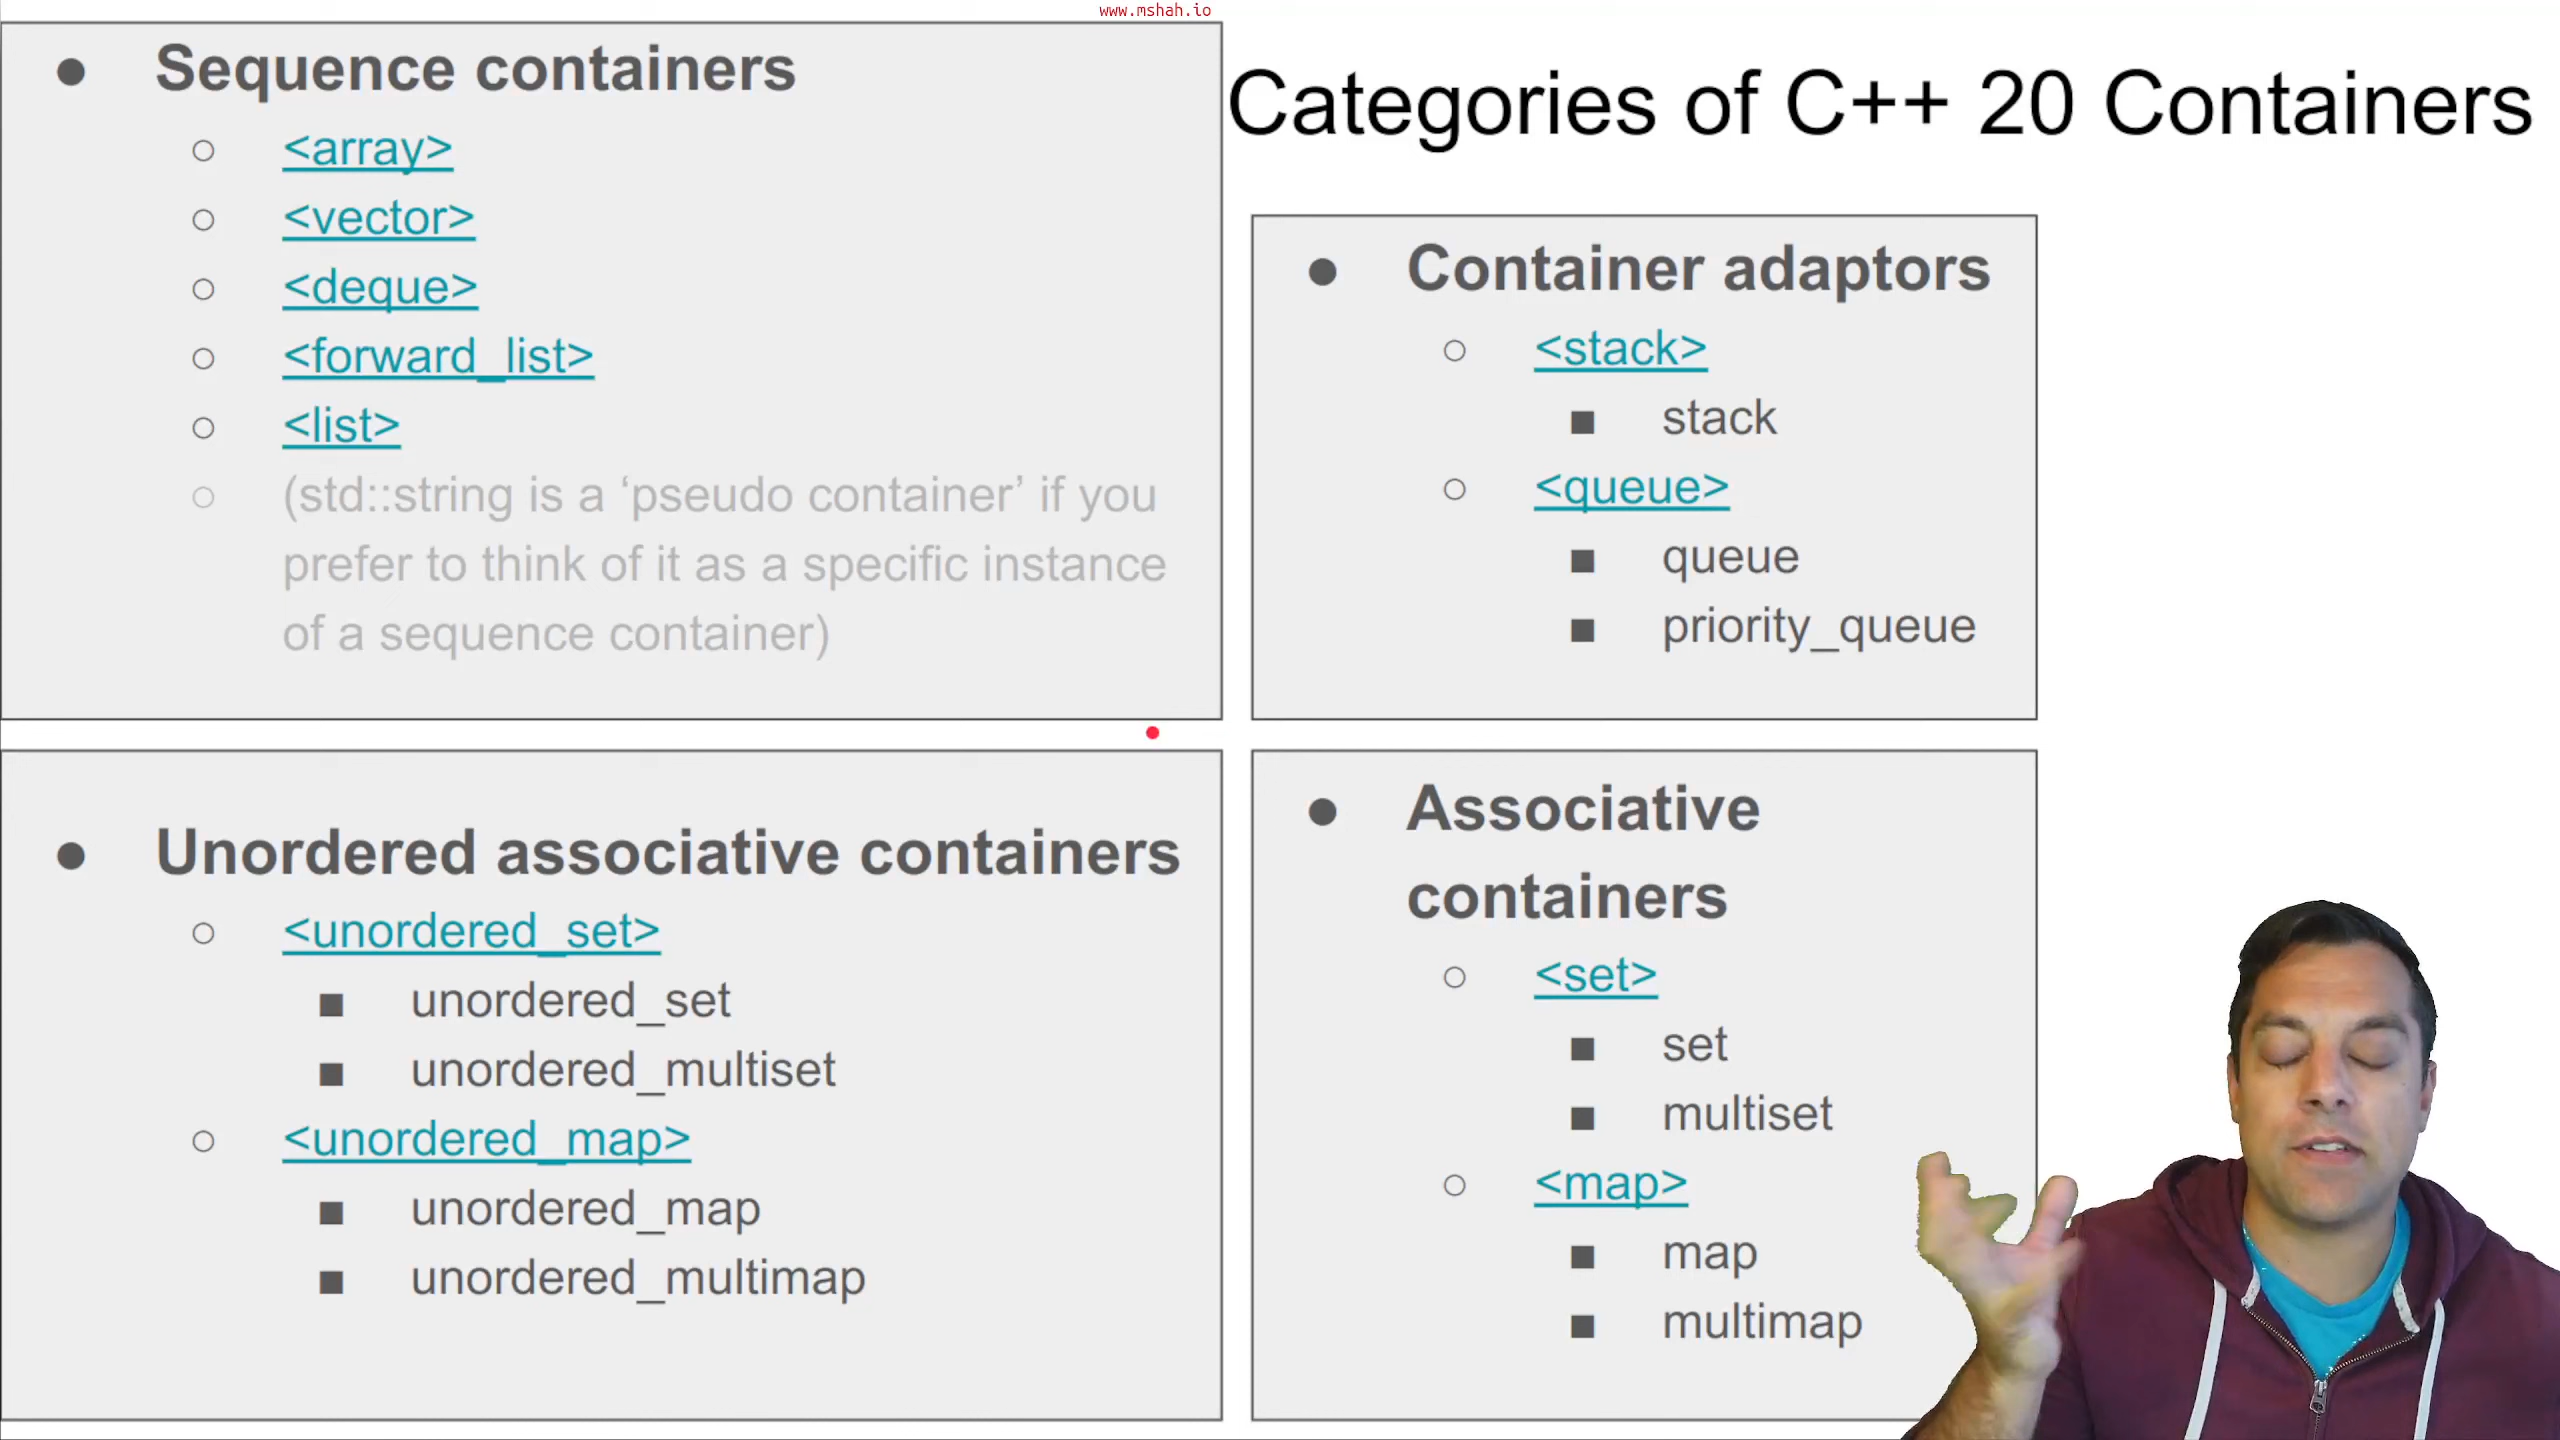 www.mshah.io
Sequence containers
<array>
<vector>
<deque>
<forward_list>
<list>
(std::string is a ‘pseudo container’ if you
prefer to think of it as a specific instance
of a sequence container)
Categories of C++ 20 Containers
Container adaptors
<stack>
stack
<queue>
queue
priority_queue
Unordered associative containers
<unordered_set>
unordered_set
unordered_multiset
<unordered_map>
unordered_map
unordered_multimap
Associative
containers
<set>
set
multiset
<map>
map
multimap